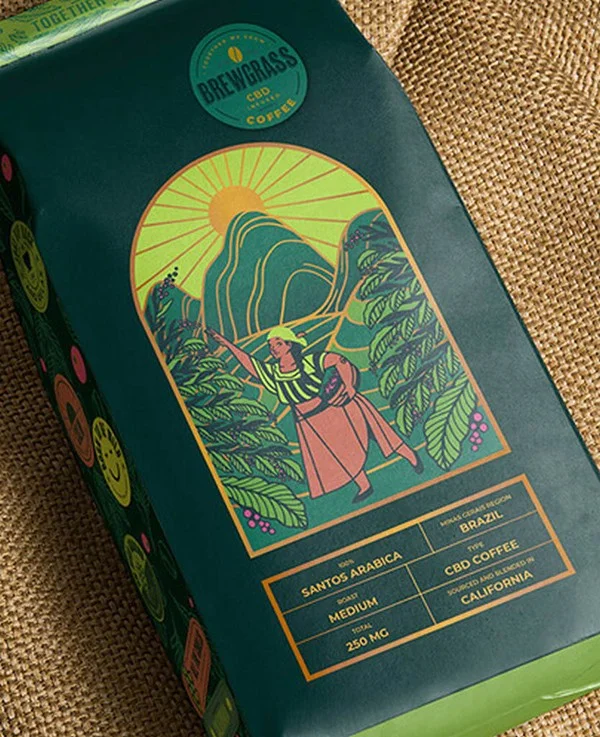 TOGETHER
TOGETHER WE GROW
BREWGRASS
CBD
INFUSED
COFFEE
100%
SANTOS ARABICA
MINAS GERAIS REGION
BRAZIL
ROAST
MEDIUM
TYPE
CBD COFFEE
TOTAL
250 MG
SOURCED AND BLENDED IN
CALIFORNIA